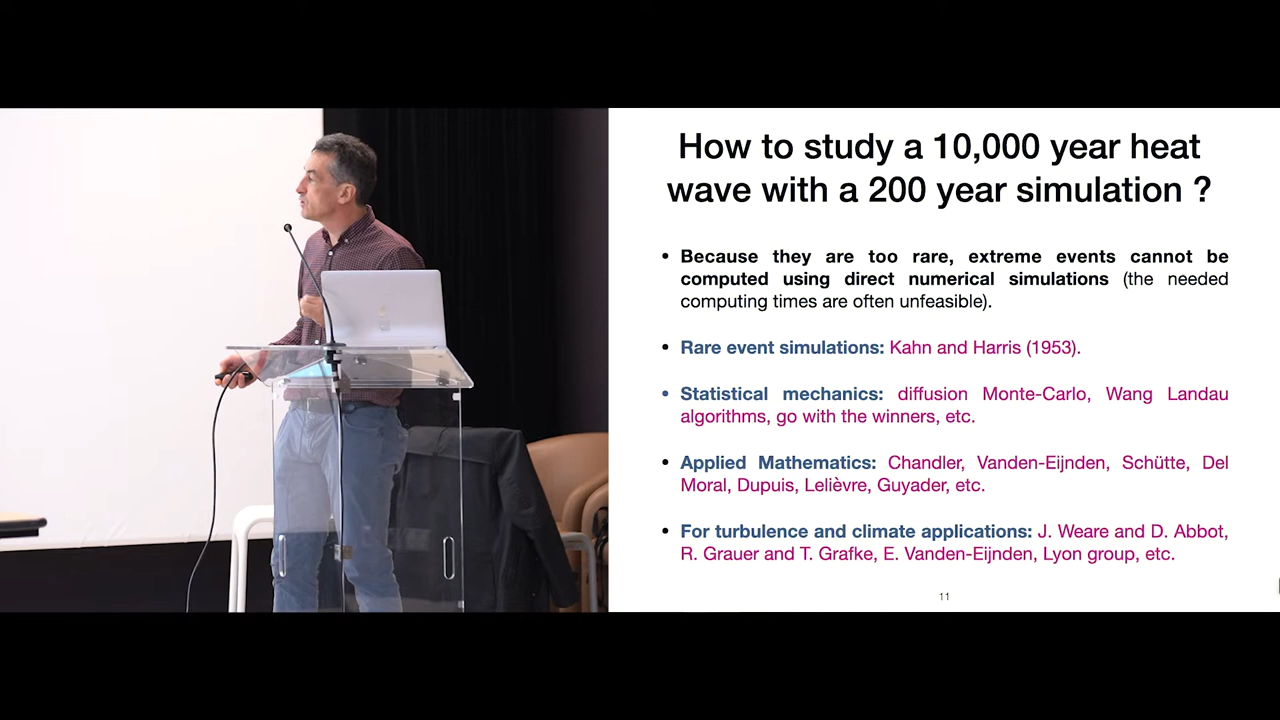 How to study a 10,000 year heat
wave with a 200 year simulation ?
• Because they are too rare, extreme events cannot be
computed using direct numerical simulations (the needed
computing times are often unfeasible).
• Rare event simulations: Kahn and Harris (1953).
• Statistical mechanics: diffusion Monte-Carlo, Wang Landau
algorithms, go with the winners, etc.
• Applied Mathematics: Chandler, Vanden-Eijnden, Schütte, Del
Moral, Dupuis, Lelièvre, Guyader, etc.
• For turbulence and climate applications: J. Weare and D. Abbot,
R. Grauer and T. Grafke, E. Vanden-Eijnden, Lyon group, etc.
11